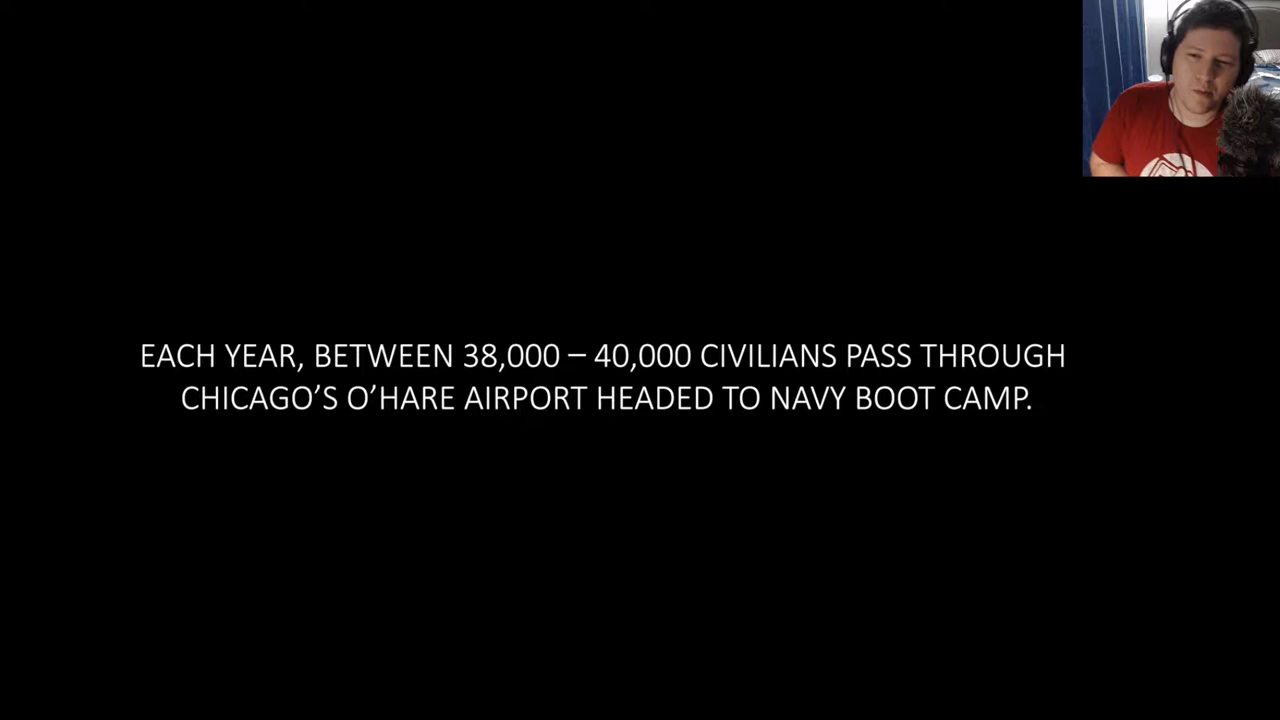 EACH YEAR, BETWEEN 38,000 – 40,000 CIVILIANS PASS THROUGH
CHICAGO’S O’HARE AIRPORT HEADED TO NAVY BOOT CAMP.